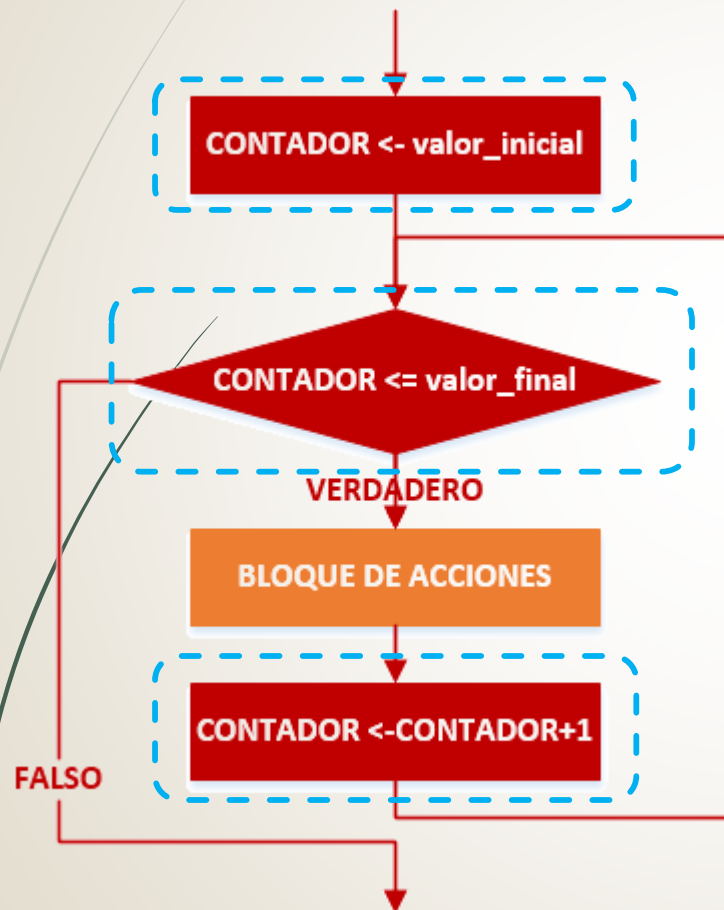 CONTADOR <- valor_inicial
CONTADOR <= valor_final
VERDADERO
BLOQUE DE ACCIONES
CONTADOR <-CONTADOR+1
FALSO